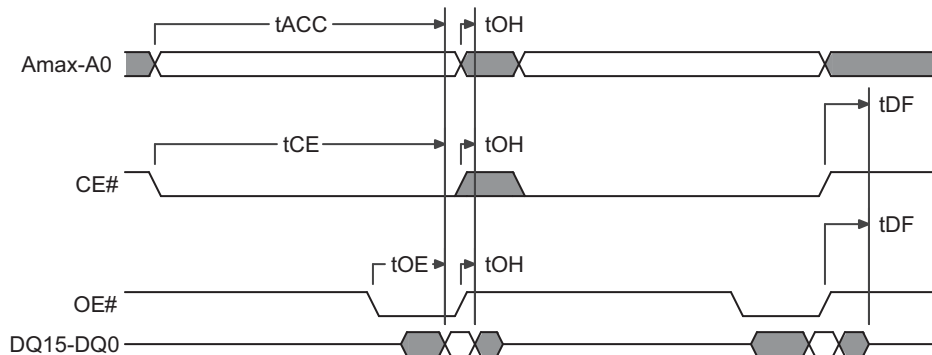 tACC tOH
Amax-A0
tDF
tCE tOH
CE#
tDF
tOE tOH
OE#
DQ15-DQ0